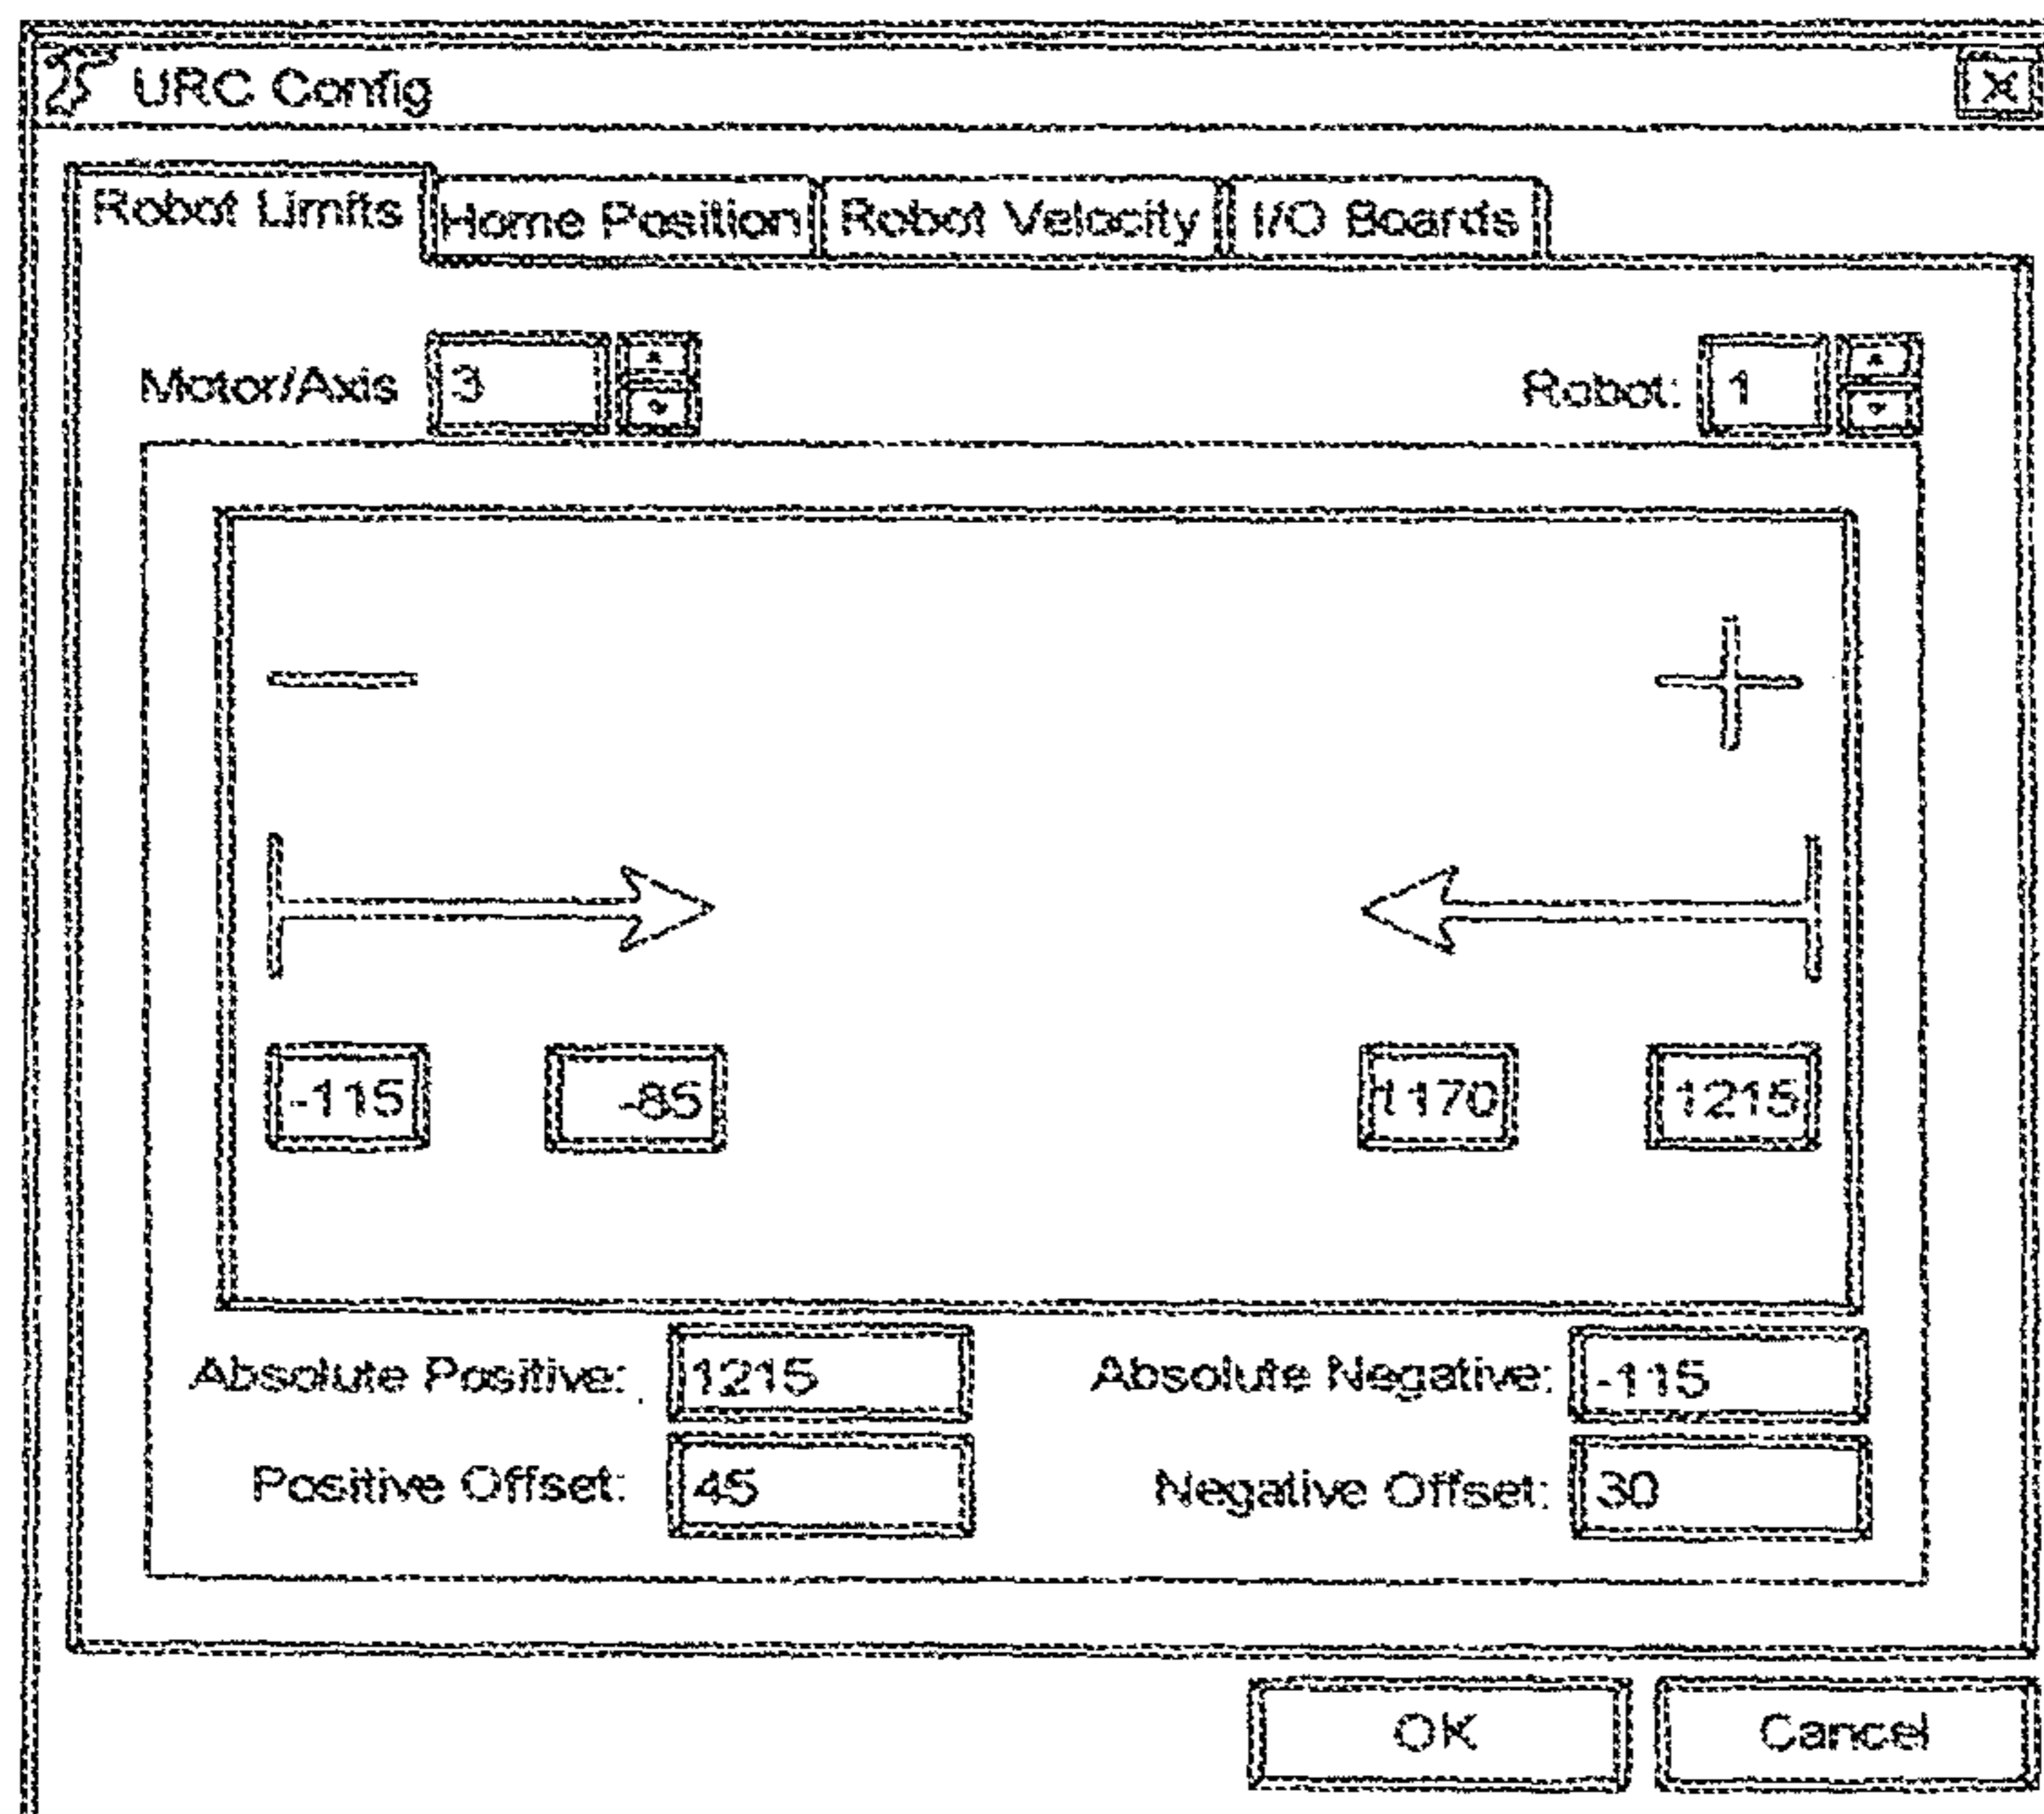 URC Config
Robot Limits Home Position Robot Velocity I/O Boards
Motor/Axis 3 Robot: 1
-115 -85 1170 1215
Absolute Positive: 1215 Absolute Negative: -115
Positive Offset: 45 Negative Offset: 30
OK Cancel